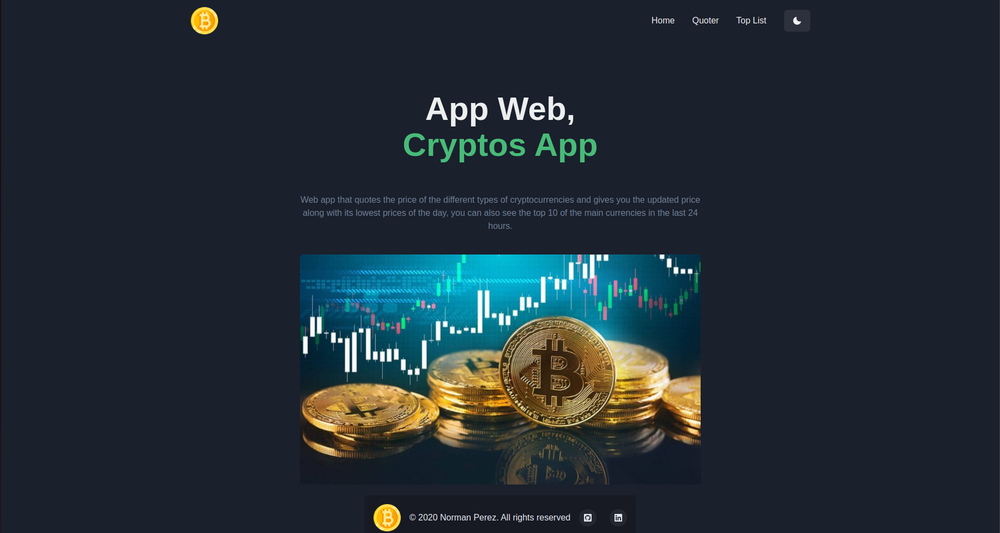 Home Quoter Top List
App Web,
Cryptos App
Web app that quotes the price of the different types of cryptocurrencies and gives you the updated price
along with its lowest prices of the day, you can also see the top 10 of the main currencies in the last 24
hours.
© 2020 Norman Perez. All rights reserved